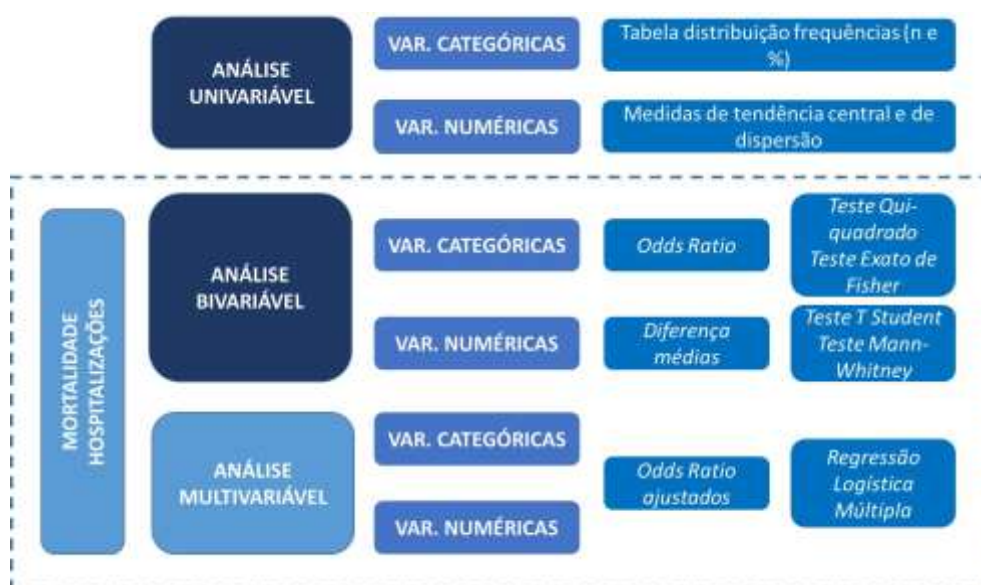 ANÁLISE
UNIVARIÁVEL
VAR. CATEGÓRICAS
Tabela distribuição frequências (n e
%)
VAR. NUMÉRICAS
Medidas de tendência central e de
dispersão
MORTALIDADE
HOSPITALIZAÇÕES
ANÁLISE
BIVARIÁVEL
VAR. CATEGÓRICAS
Odds Ratio
Teste Qui-
quadrado
Teste Exato de
Fisher
VAR. NUMÉRICAS
Diferença
médias
Teste T Student
Teste Mann-
Whitney
ANÁLISE
MULTIVARIÁVEL
VAR. CATEGÓRICAS
VAR. NUMÉRICAS
Odds Ratio
ajustados
Regressão
Logística
Múltipla